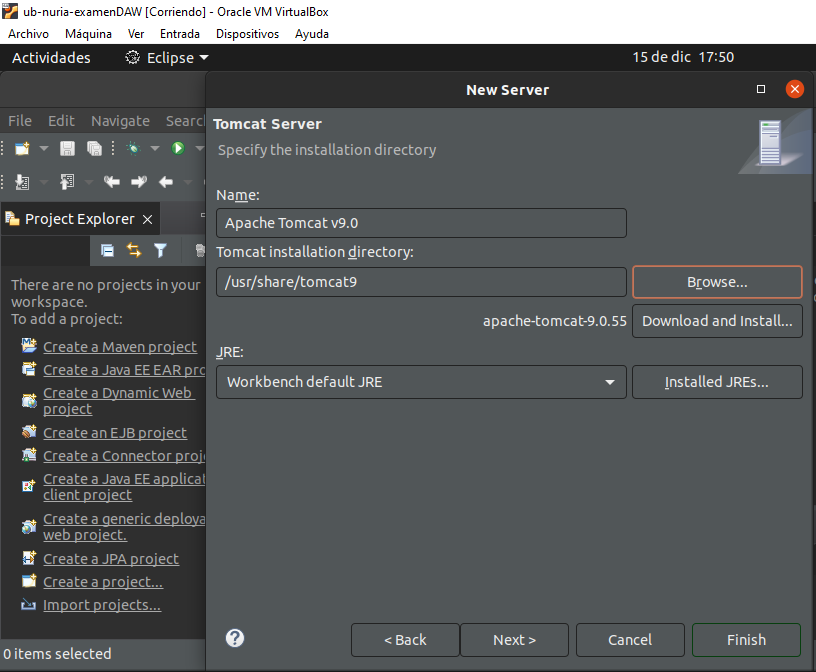 ub-nuria-examenDAW [Corriendo] - Oracle VM VirtualBox
Archivo Máquina Ver Entrada Dispositivos Ayuda
Actividades Eclipse 15 de dic 17:50
New Server
File Edit Navigate Searc
Tomcat Server
Specify the installation directory
Project Explorer
There are no projects in your
workspace.
To add a project:
Create a Maven project
Create a Java EE EAR pro
Create a Dynamic Web
project
Create an EJB project
Create a Connector proj
Create a Java EE applicat
client project
Create a generic deploya
web project.
Create a JPA project
Create a project...
Import projects...
0 items selected
Name:
Apache Tomcat v9.0
Tomcat installation directory:
/usr/share/tomcat9 Browse...
apache-tomcat-9.0.55 Download and Install...
JRE:
Workbench default JRE Installed JREs...
? < Back Next > Cancel Finish